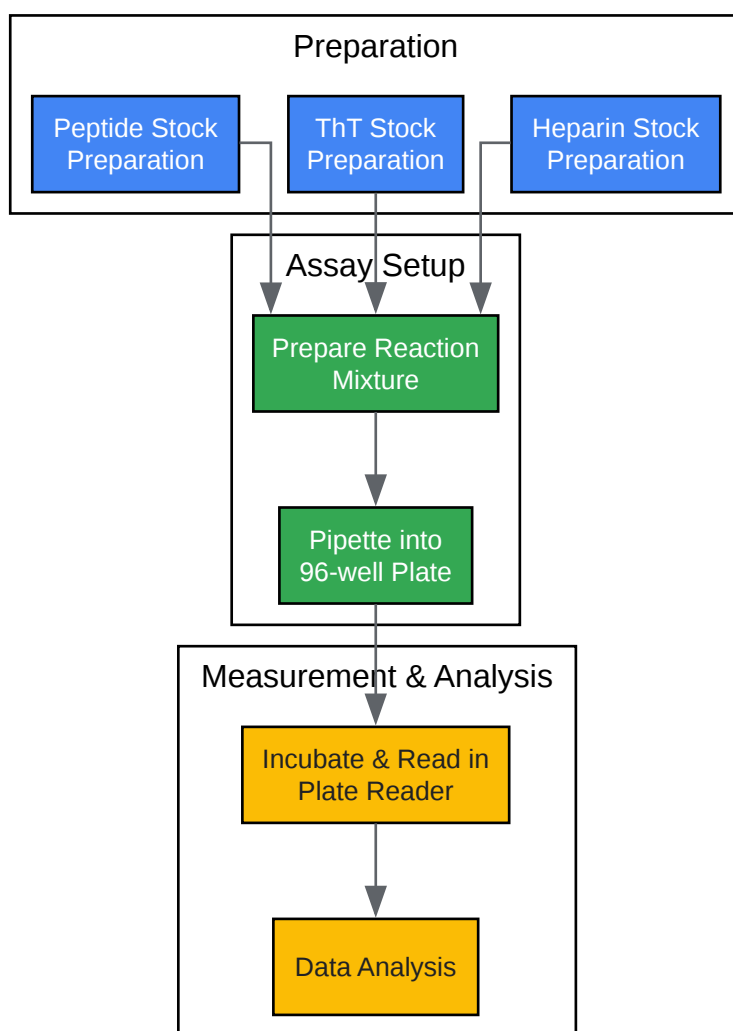 Preparation
Peptide Stock
Preparation
ThT Stock
Preparation
Heparin Stock
Preparation
Assay Setup
Prepare Reaction
Mixture
Pipette into
96-well Plate
Measurement & Analysis
Incubate & Read in
Plate Reader
Data Analysis